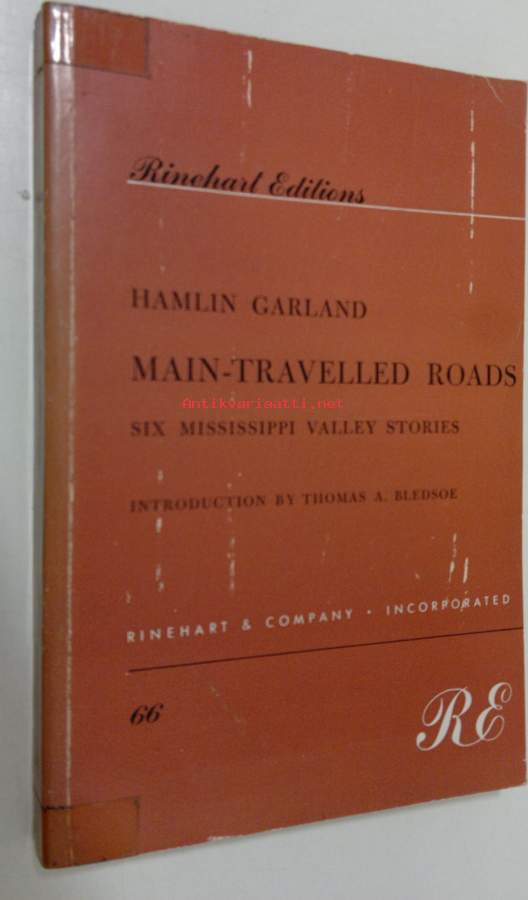 Rinehart Editions
HAMLIN GARLAND
MAIN-TRAVELLED ROADS
Antikvariaatti.net
SIX MISSISSIPPI VALLEY STORIES
INTRODUCTION BY THOMAS A. BLEDSOE
RINEHART & COMPANY • INCORPORATED
66
RE